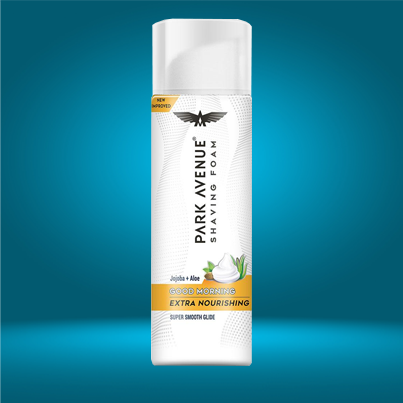 NEW
IMPROVED
PARK AVENUE®
SHAVING FOAM
Jojoba + Aloe
GOOD MORNING
EXTRA NOURISHING
SUPER SMOOTH GLIDE